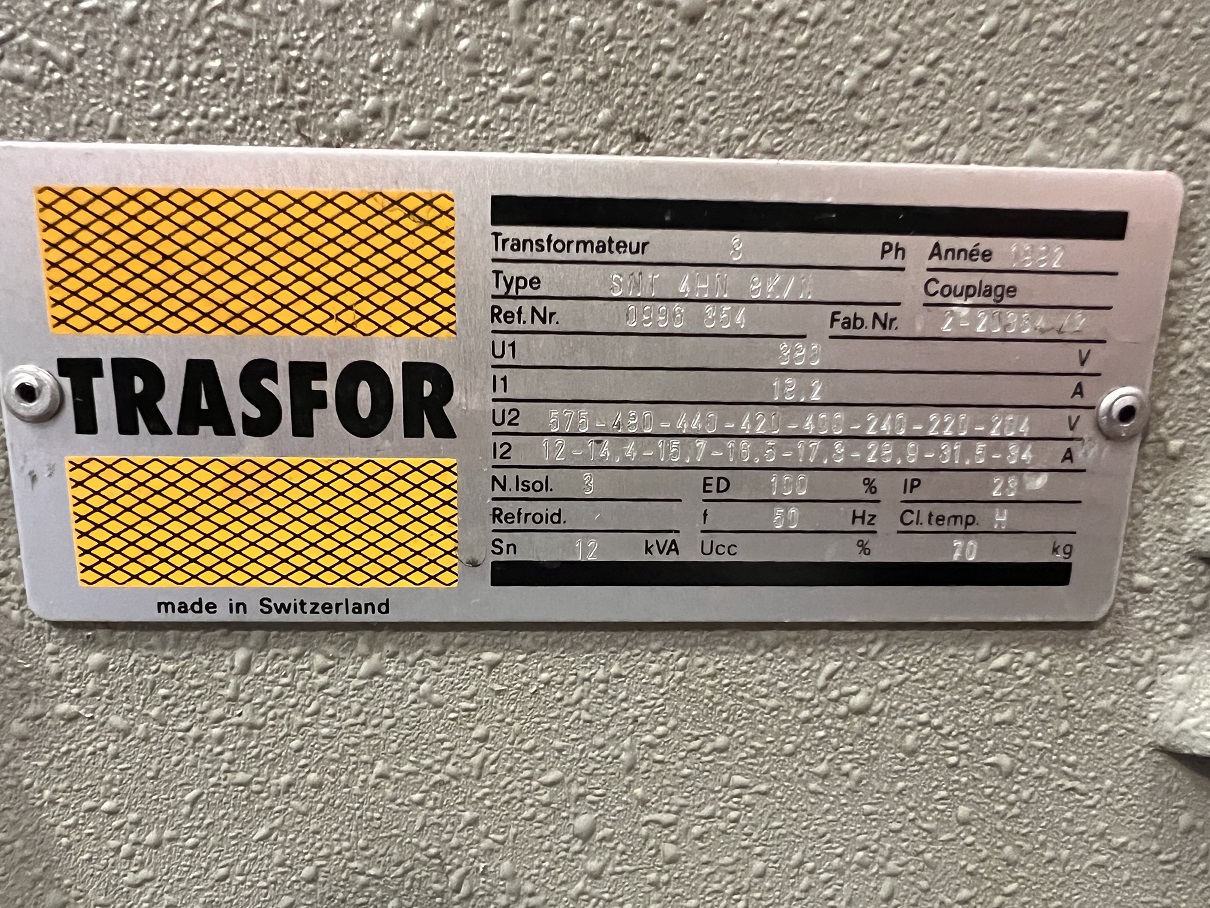 TRASFOR
made in Switzerland
Transformateur 3 Ph Année
Type SNT 4HN 8K/N Couplage
Ref.Nr. 0996 354 Fab.Nr.
U1 380 V
I1 18,2 A
U2 575-480-440-420-400-240-220-204 V
I2 12-14,4-15,7-16,5-17,3-28,9-31,5-34 A
N.Isol. 3 ED 100 % IP 23
Refroid. f 50 Hz Cl.temp. H
Sn 12 kVA Ucc % 70 kg